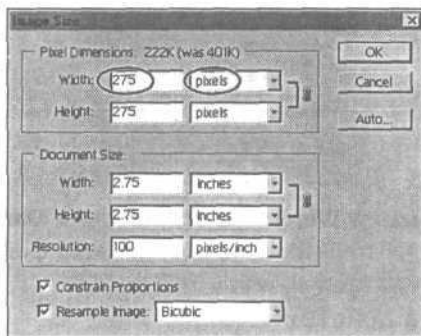 Image Size
Pixel Dimensions: 222K (was 401K)
Width: 275 pixels
Height: 275 pixels
OK
Cancel
Auto...
Document Size:
Width: 2.75 inches
Height: 2.75 inches
Resolution: 100 pixels/inch
Constrain Proportions
Resample Image: Bicubic